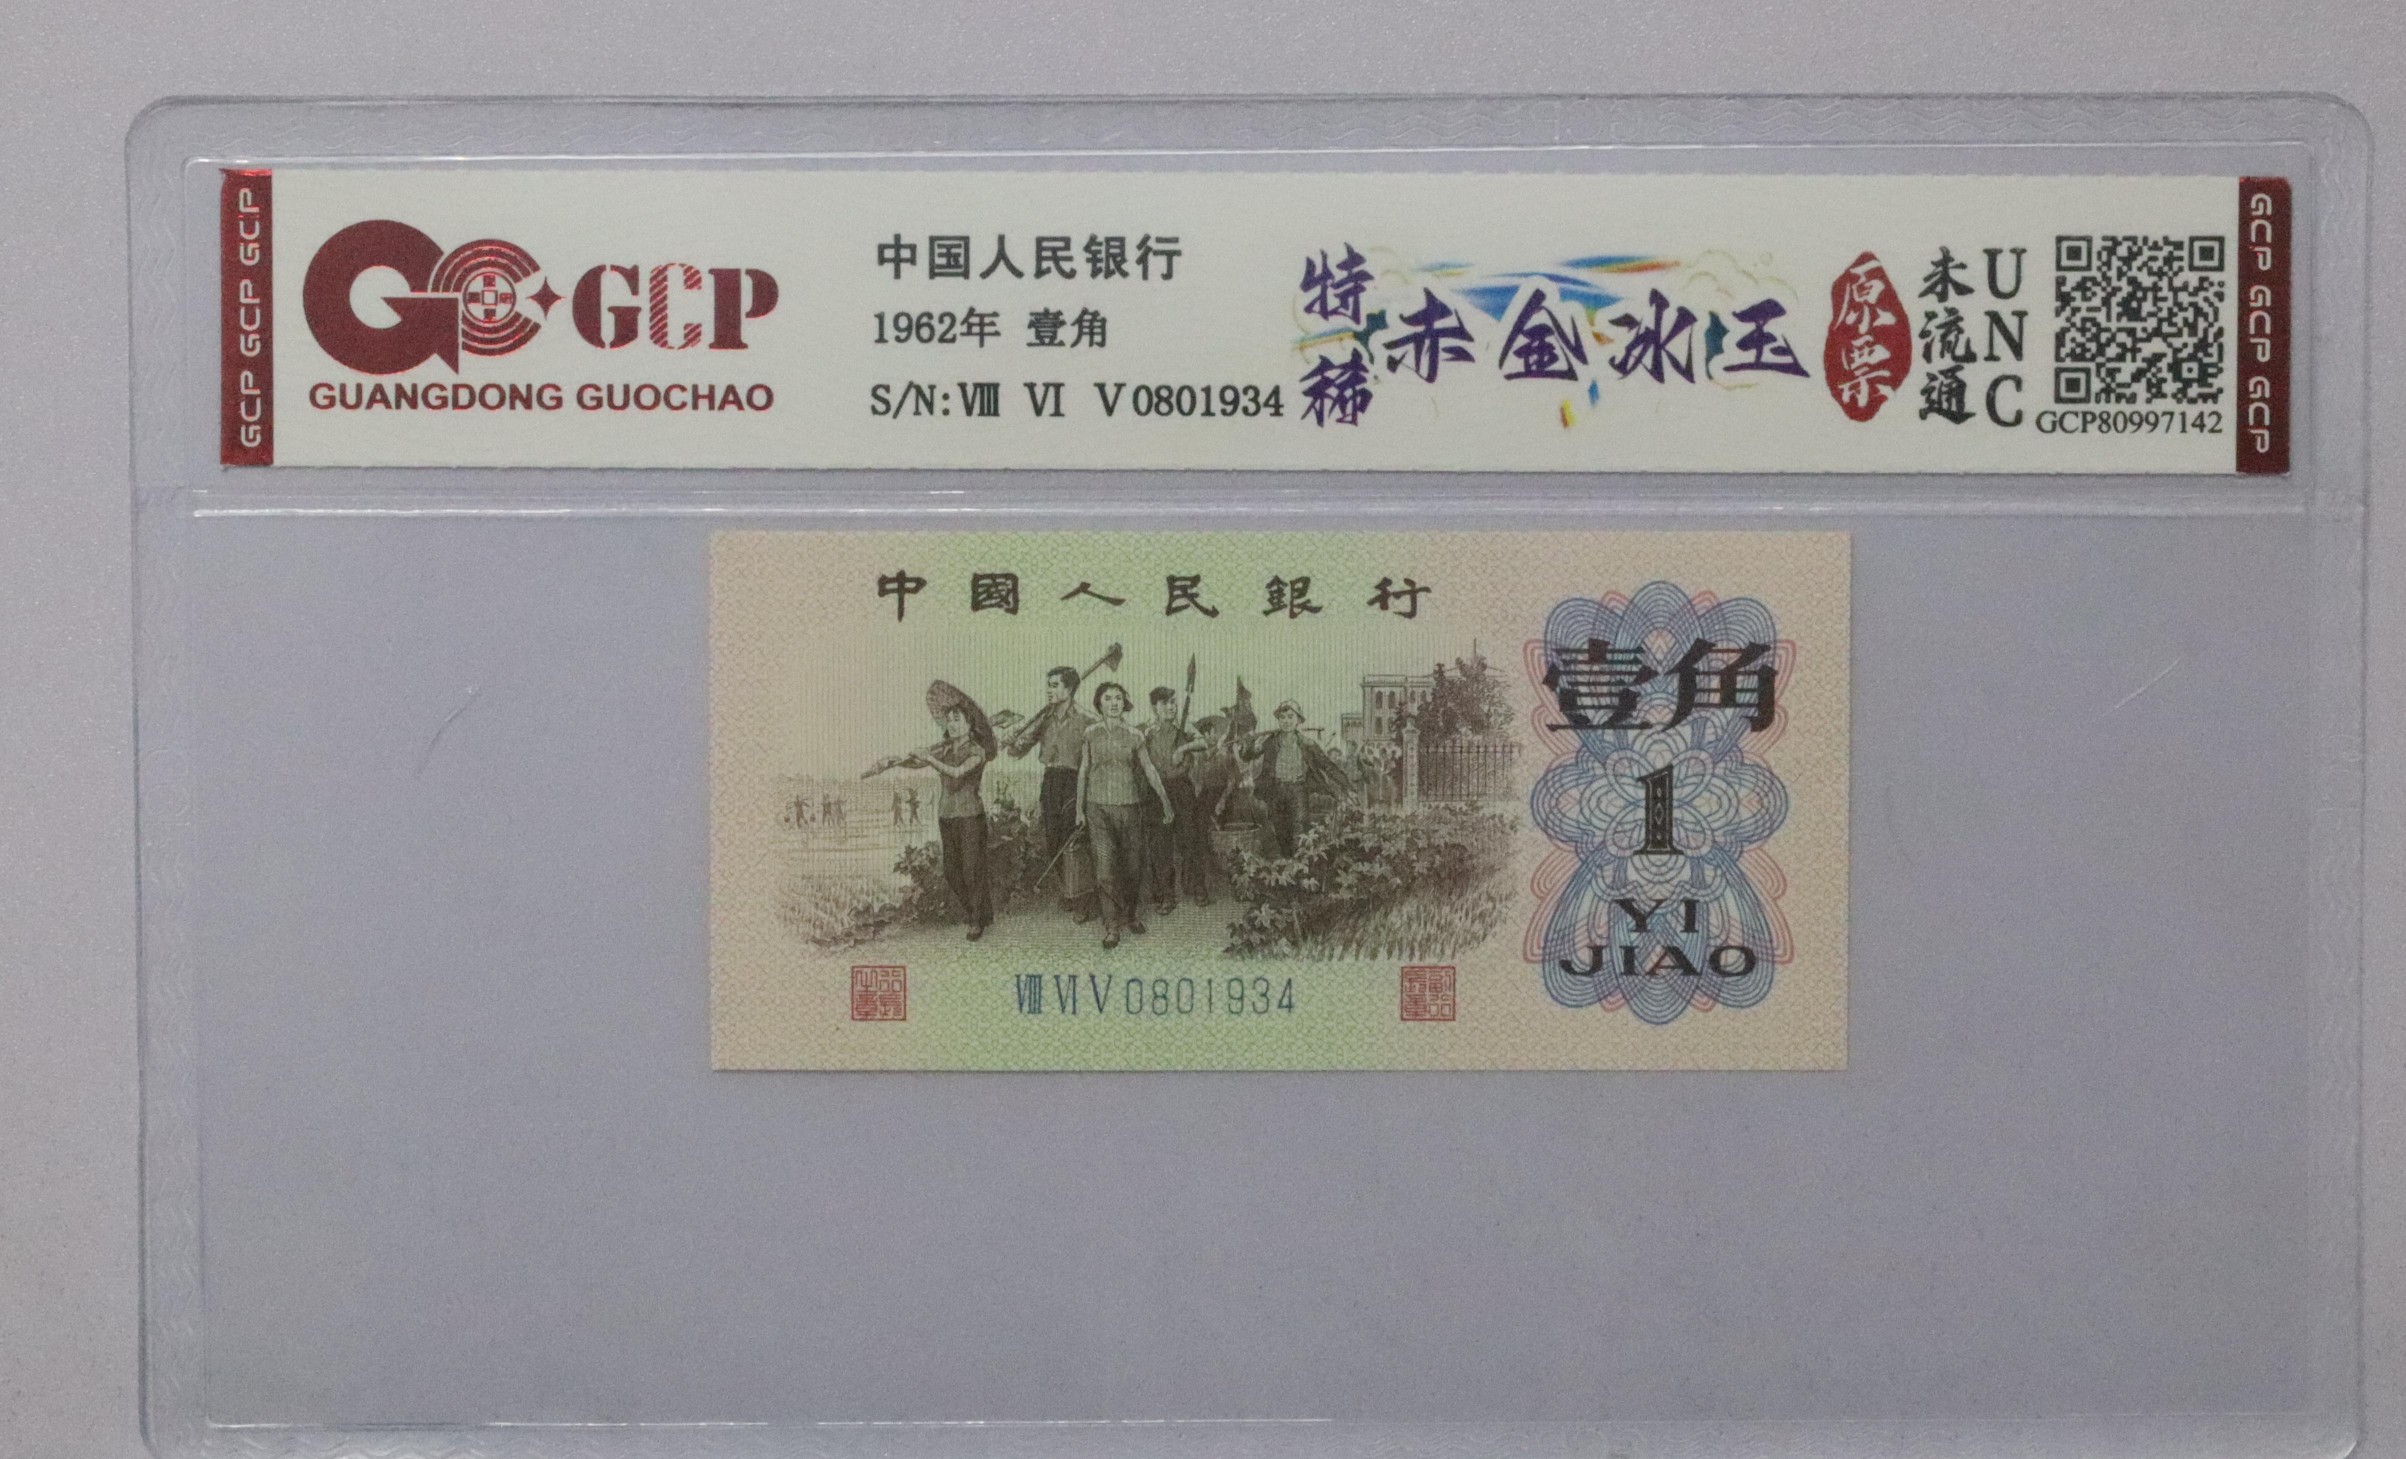 GCP GCP GCP
GCP
GUANGDONG GUOCHAO
中国人民银行
1962年 壹角
S/N:Ⅷ Ⅵ Ⅴ0801934
特稀
赤金冰玉
原票
未流通
UNC
GCP80997142
GCP GCP GCP
中國人民銀行
壹角
1
YI
JIAO
ⅧⅥⅤ0801934